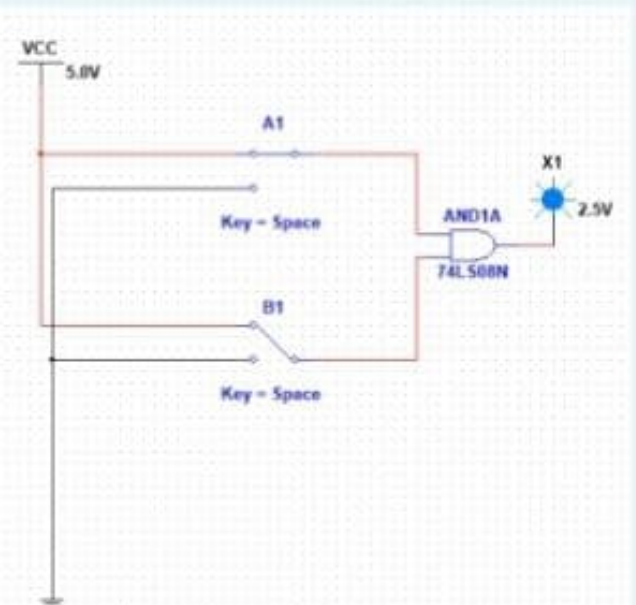 VCC
5.0V
A1
X1
Key = Space
AND1A
2.5V
74LS08N
B1
Key = Space